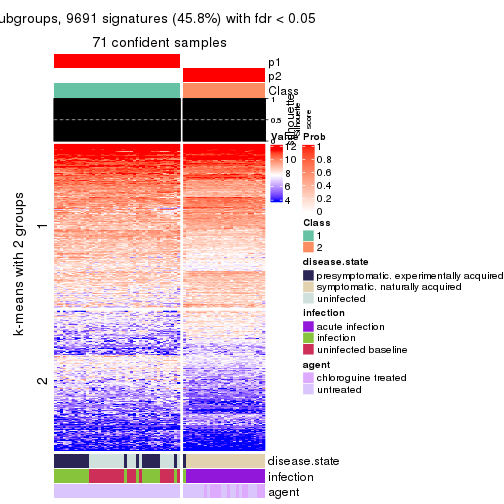 ubgroups, 9691 signatures (45.8%) with fdr < 0.05
71 confident samples
p1
p2
Class
1
0.5
0
silhouette
score
k-means with 2 groups
1
2
Value
12
10
8
6
4
Prob
1
0.8
0.6
0.4
0.2
0
Class
1
2
disease.state
presymptomatic. experimentally acquired
symptomatic. naturally acquired
uninfected
infection
acute infection
infection
uninfected baseline
agent
chloroguine treated
untreated
disease.state
infection
agent